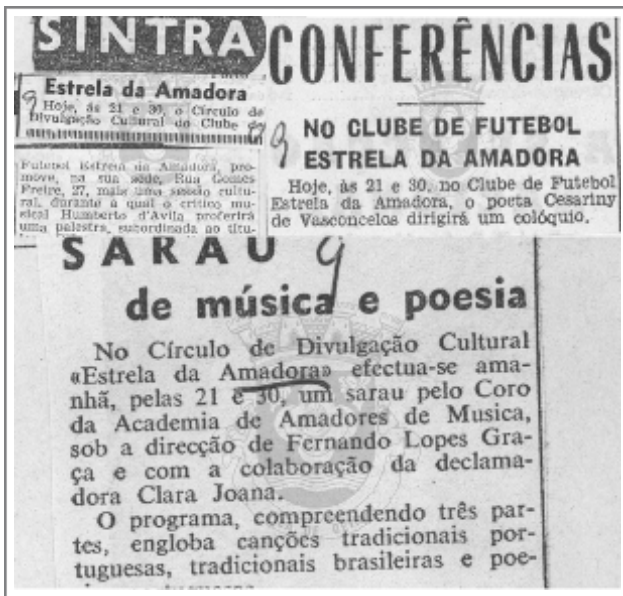 SINTRA
Estrela da Amadora
Hoje, ás 21 e 30, o Círculo de
Divulgação Cultural do Clube de
Futebol Estrela da Amadora, pro-
move, na sua sede, Rua Gomes
Freire, 27, mais uma sessão cultu-
ral, durante a qual o crítico mu-
sical Humberto d'Avila proferirá
uma palestra, subordinada ao títu-
CONFERÊNCIAS
NO CLUBE DE FUTEBOL
ESTRELA DA AMADORA
Hoje, às 21 e 30, no Clube de Futebol
Estrela da Amadora, o poeta Cesariny
de Vasconcelos dirigirá um colóquio.
SARAU
de música e poesia
No Círculo de Divulgação Cultural
«Estrela da Amadora» efectua-se ama-
nhã, pelas 21 e 30, um sarau pelo Coro
da Academia de Amadores de Musica,
sob a direcção de Fernando Lopes Gra-
ça e com a colaboração da declama-
dora Clara Joana.
O programa, compreendendo três par-
tes, engloba canções tradicionais por-
tuguesas, tradicionais brasileiras e poe-